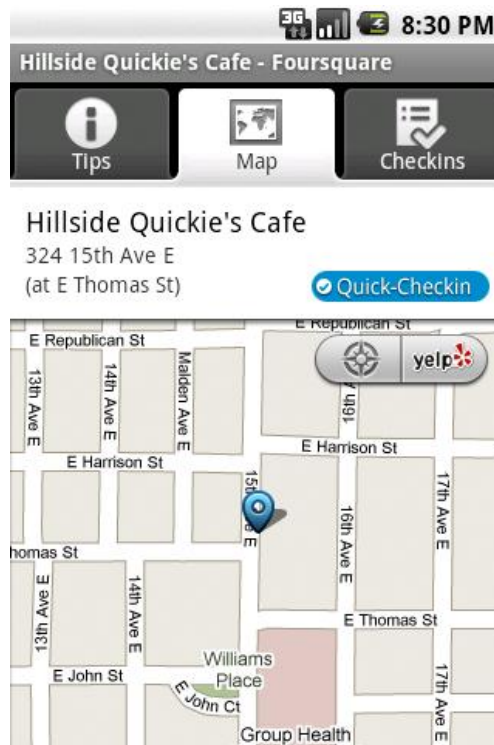 3G 8:30 PM
Hillside Quickie's Cafe - Foursquare
Tips Map Checkins
Hillside Quickie's Cafe
324 15th Ave E
(at E Thomas St)
Quick-Checkin
E Republican St
E Republican St
yelp
13th Ave E
14th Ave E
Malden Ave E
16th A
E Harrison St
E Harrison St
15t
e E
16th Ave E
17th Ave E
homas St
13th Ave E
14th Ave E
E Thomas St
Williams
Place
E John St
E John Ct
17th Ave E
Group Health